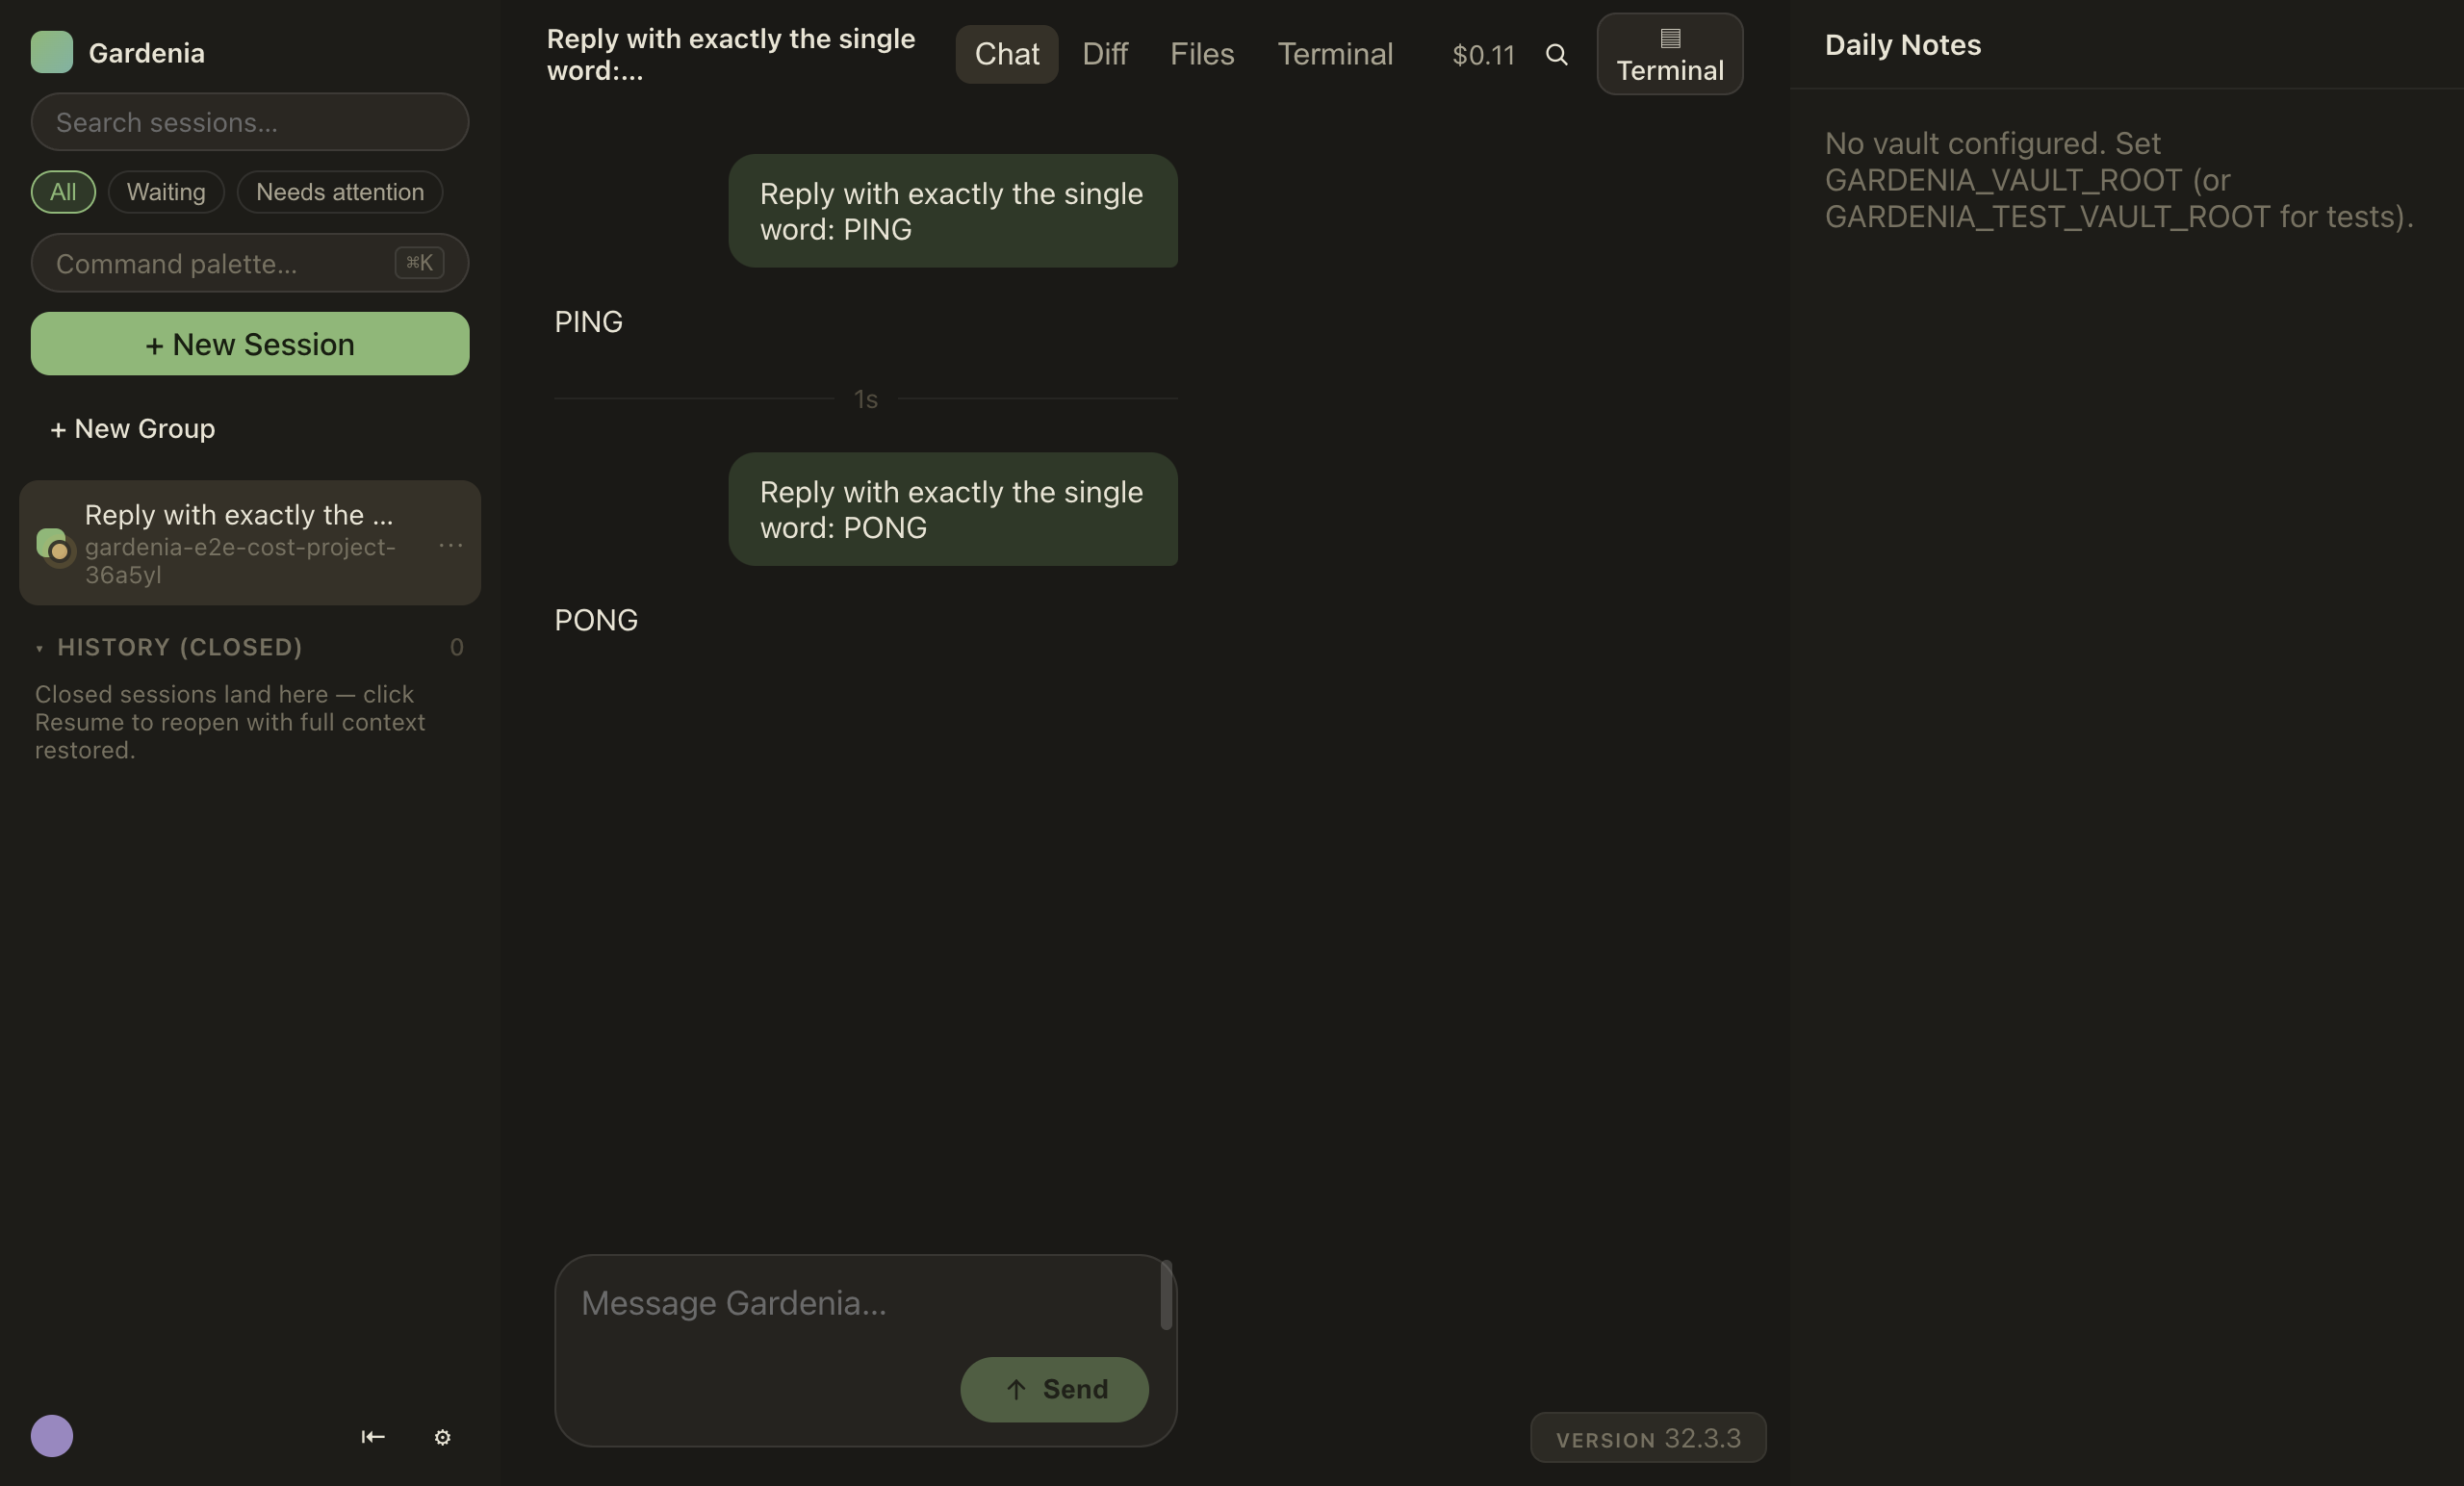 Gardenia
Search sessions...
All
Waiting
Needs attention
Command palette...
⌘K
+ New Session
+ New Group
Reply with exactly the ...
gardenia-e2e-cost-project-
36a5yl
...
▾ HISTORY (CLOSED) 0
Closed sessions land here — click
Resume to reopen with full context
restored.
Reply with exactly the single
word:...
Chat
Diff
Files
Terminal
$0.11
Terminal
Reply with exactly the single
word: PING
PING
1s
Reply with exactly the single
word: PONG
PONG
Message Gardenia...
↑ Send
VERSION 32.3.3
Daily Notes
No vault configured. Set
GARDENIA_VAULT_ROOT (or
GARDENIA_TEST_VAULT_ROOT for tests).